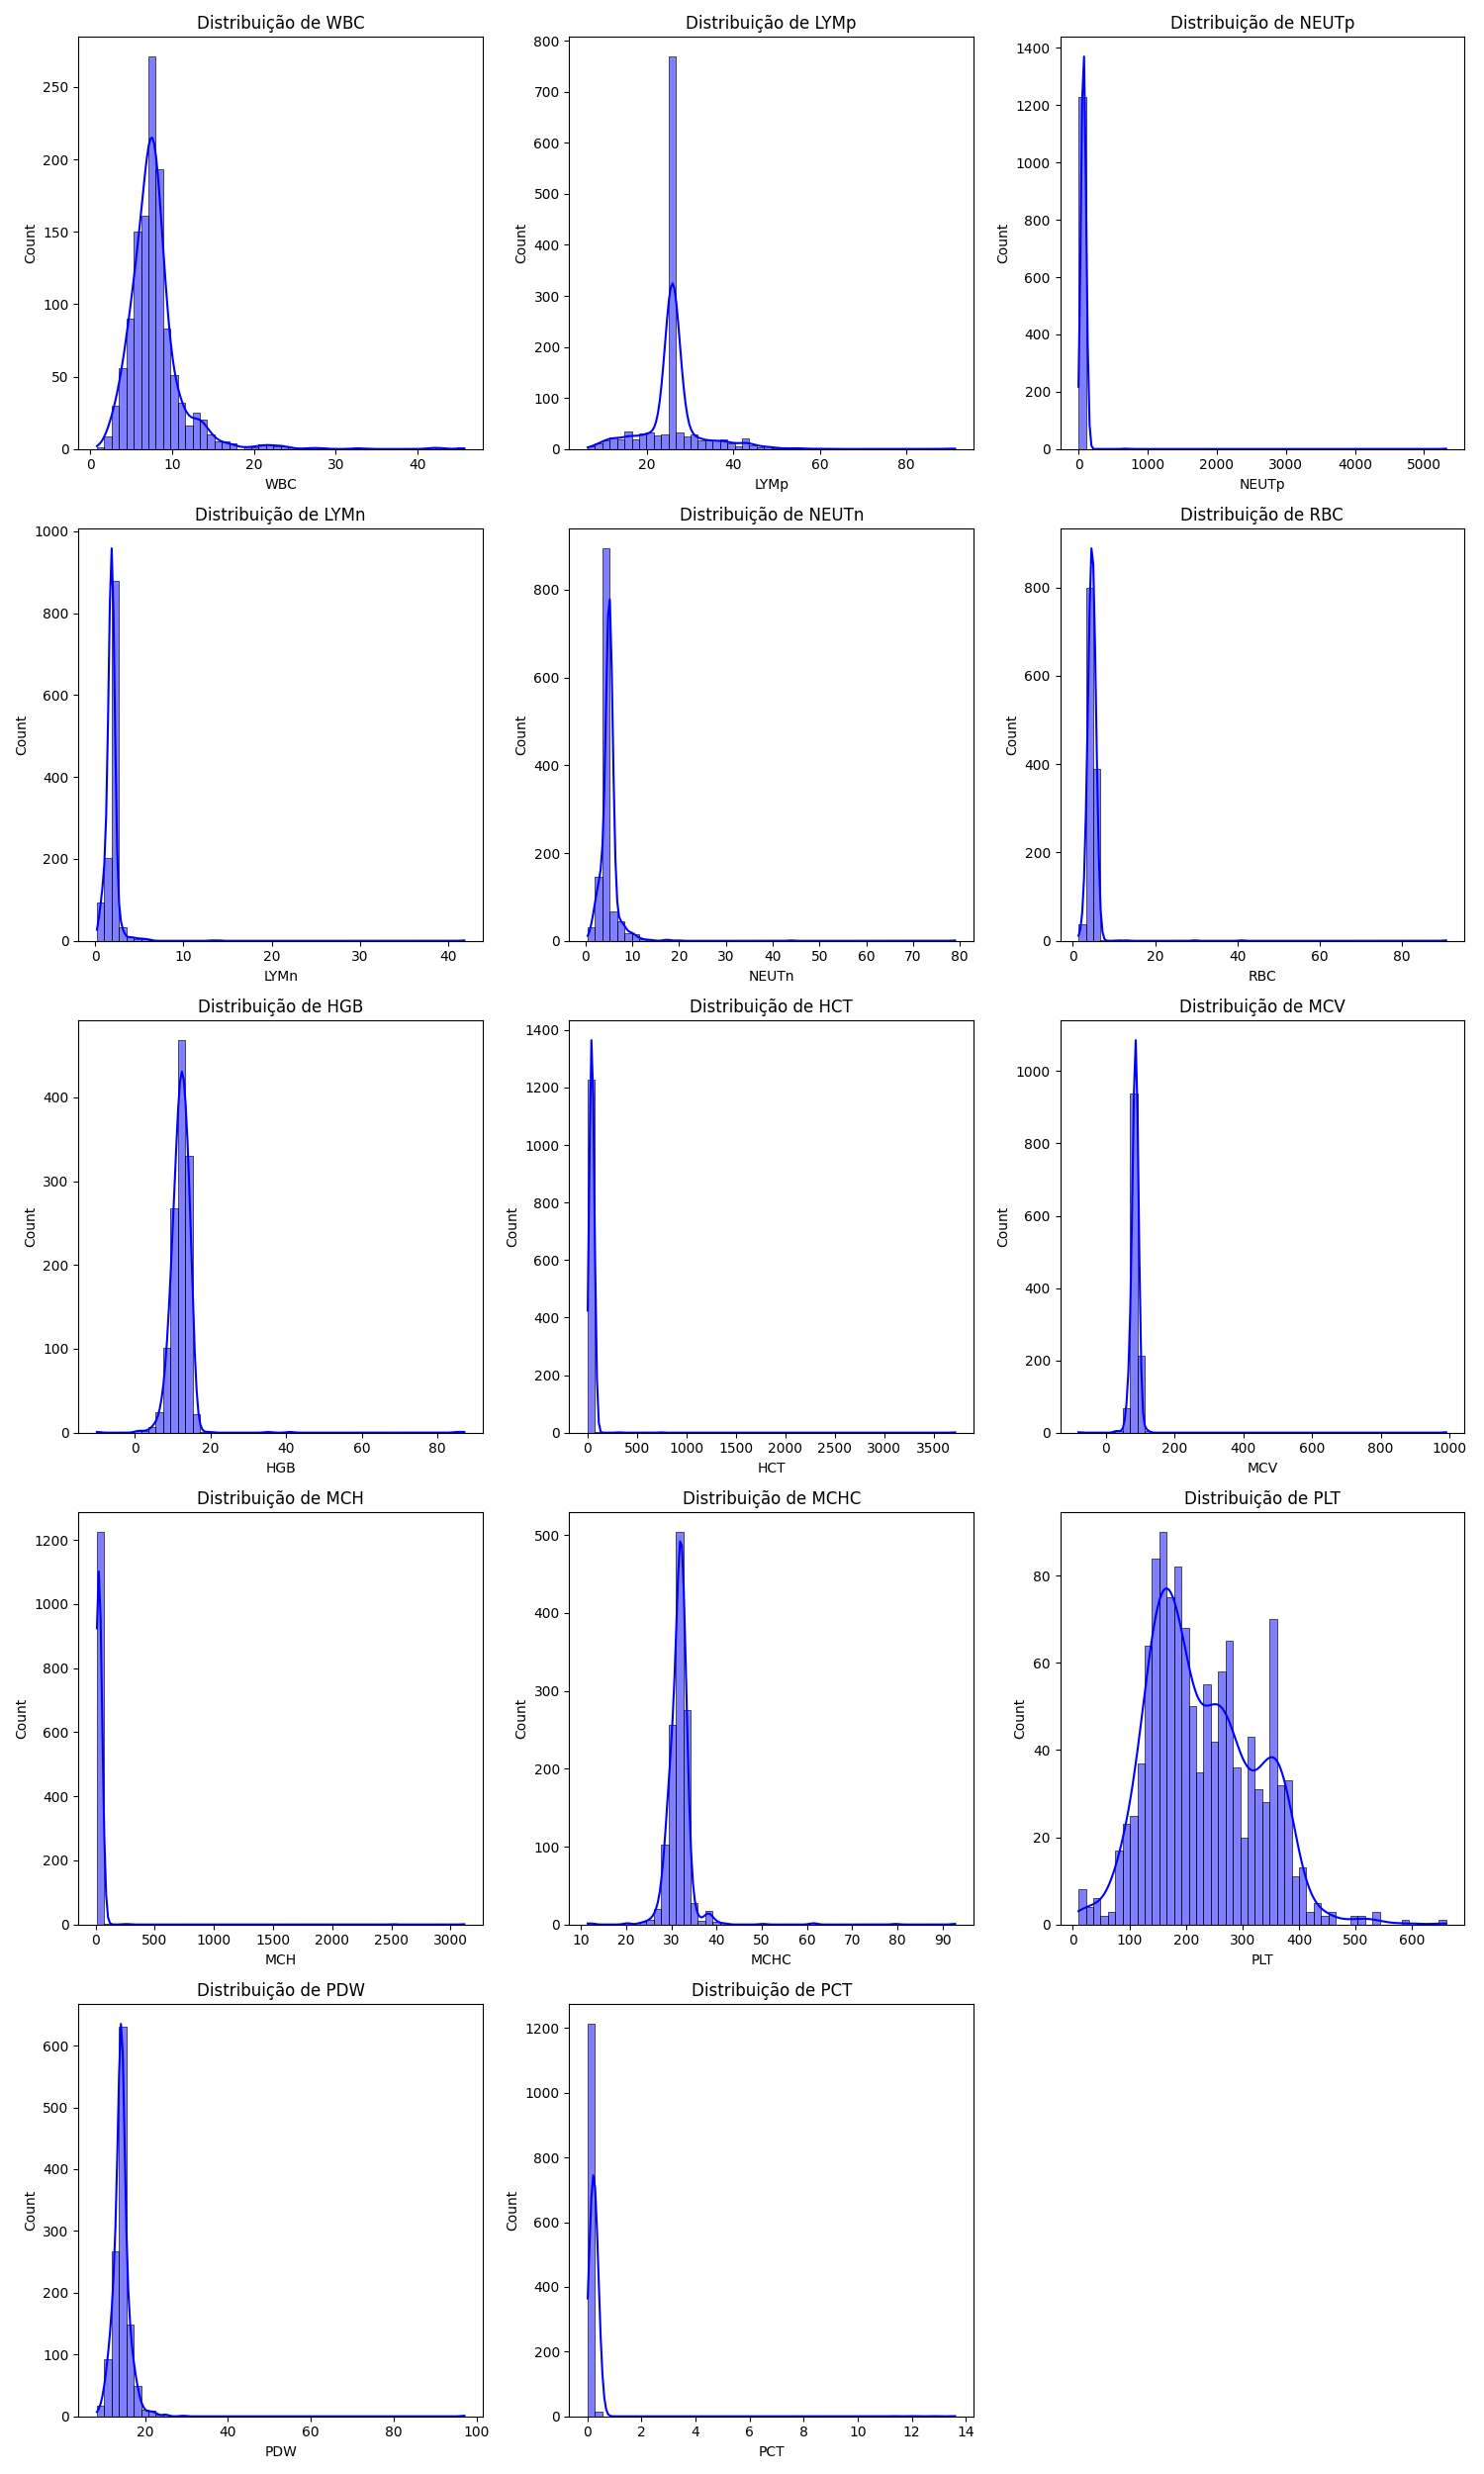 Distribuição de WBC
Count
250
200
150
100
50
0
0 10 20 30 40
WBC
Distribuição de LYMp
Count
800
700
600
500
400
300
200
100
0
20 40 60 80
LYMp
Distribuição de NEUTp
Count
1400
1200
1000
800
600
400
200
0
0 1000 2000 3000 4000 5000
NEUTp
Distribuição de LYMn
Count
1000
800
600
400
200
0
0 10 20 30 40
LYMn
Distribuição de NEUTn
Count
800
600
400
200
0
0 10 20 30 40 50 60 70 80
NEUTn
Distribuição de RBC
Count
800
600
400
200
0
0 20 40 60 80
RBC
Distribuição de HGB
Count
400
300
200
100
0
0 20 40 60 80
HGB
Distribuição de HCT
Count
1400
1200
1000
800
600
400
200
0
0 500 1000 1500 2000 2500 3000 3500
HCT
Distribuição de MCV
Count
1000
800
600
400
200
0
0 200 400 600 800 1000
MCV
Distribuição de MCH
Count
1200
1000
800
600
400
200
0
0 500 1000 1500 2000 2500 3000
MCH
Distribuição de MCHC
Count
500
400
300
200
100
0
10 20 30 40 50 60 70 80 90
MCHC
Distribuição de PLT
Count
80
60
40
20
0
0 100 200 300 400 500 600
PLT
Distribuição de PDW
Count
600
500
400
300
200
100
0
20 40 60 80 100
PDW
Distribuição de PCT
Count
1200
1000
800
600
400
200
0
0 2 4 6 8 10 12 14
PCT